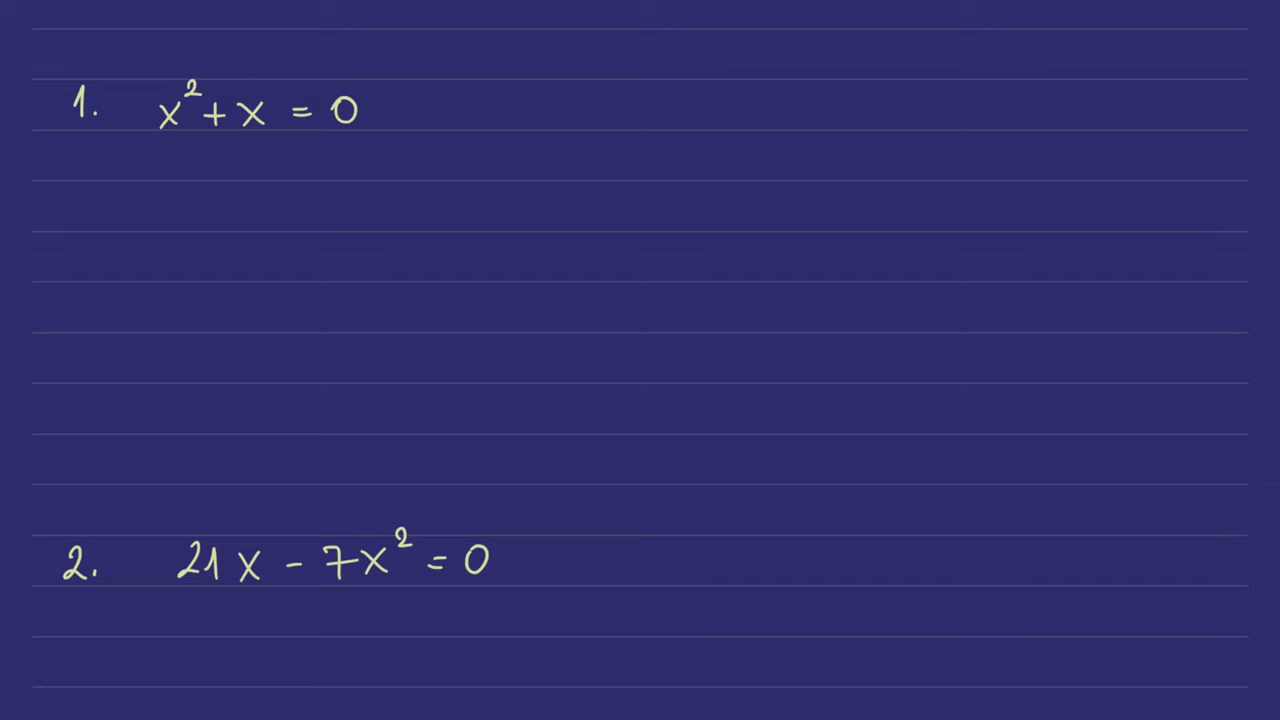 1. x² + x = 0
2. 21x - 7x² = 0